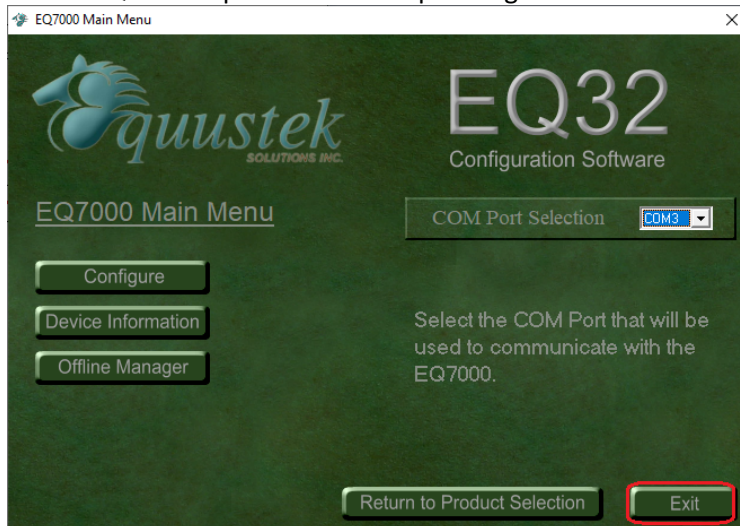 EQ7000 Main Menu
Equustek
SOLUTIONS INC.
EQ32
Configuration Software
EQ7000 Main Menu
COM Port Selection
COM3
Configure
Device Information
Offline Manager
Select the COM Port that will be
used to communicate with the
EQ7000.
Return to Product Selection
Exit